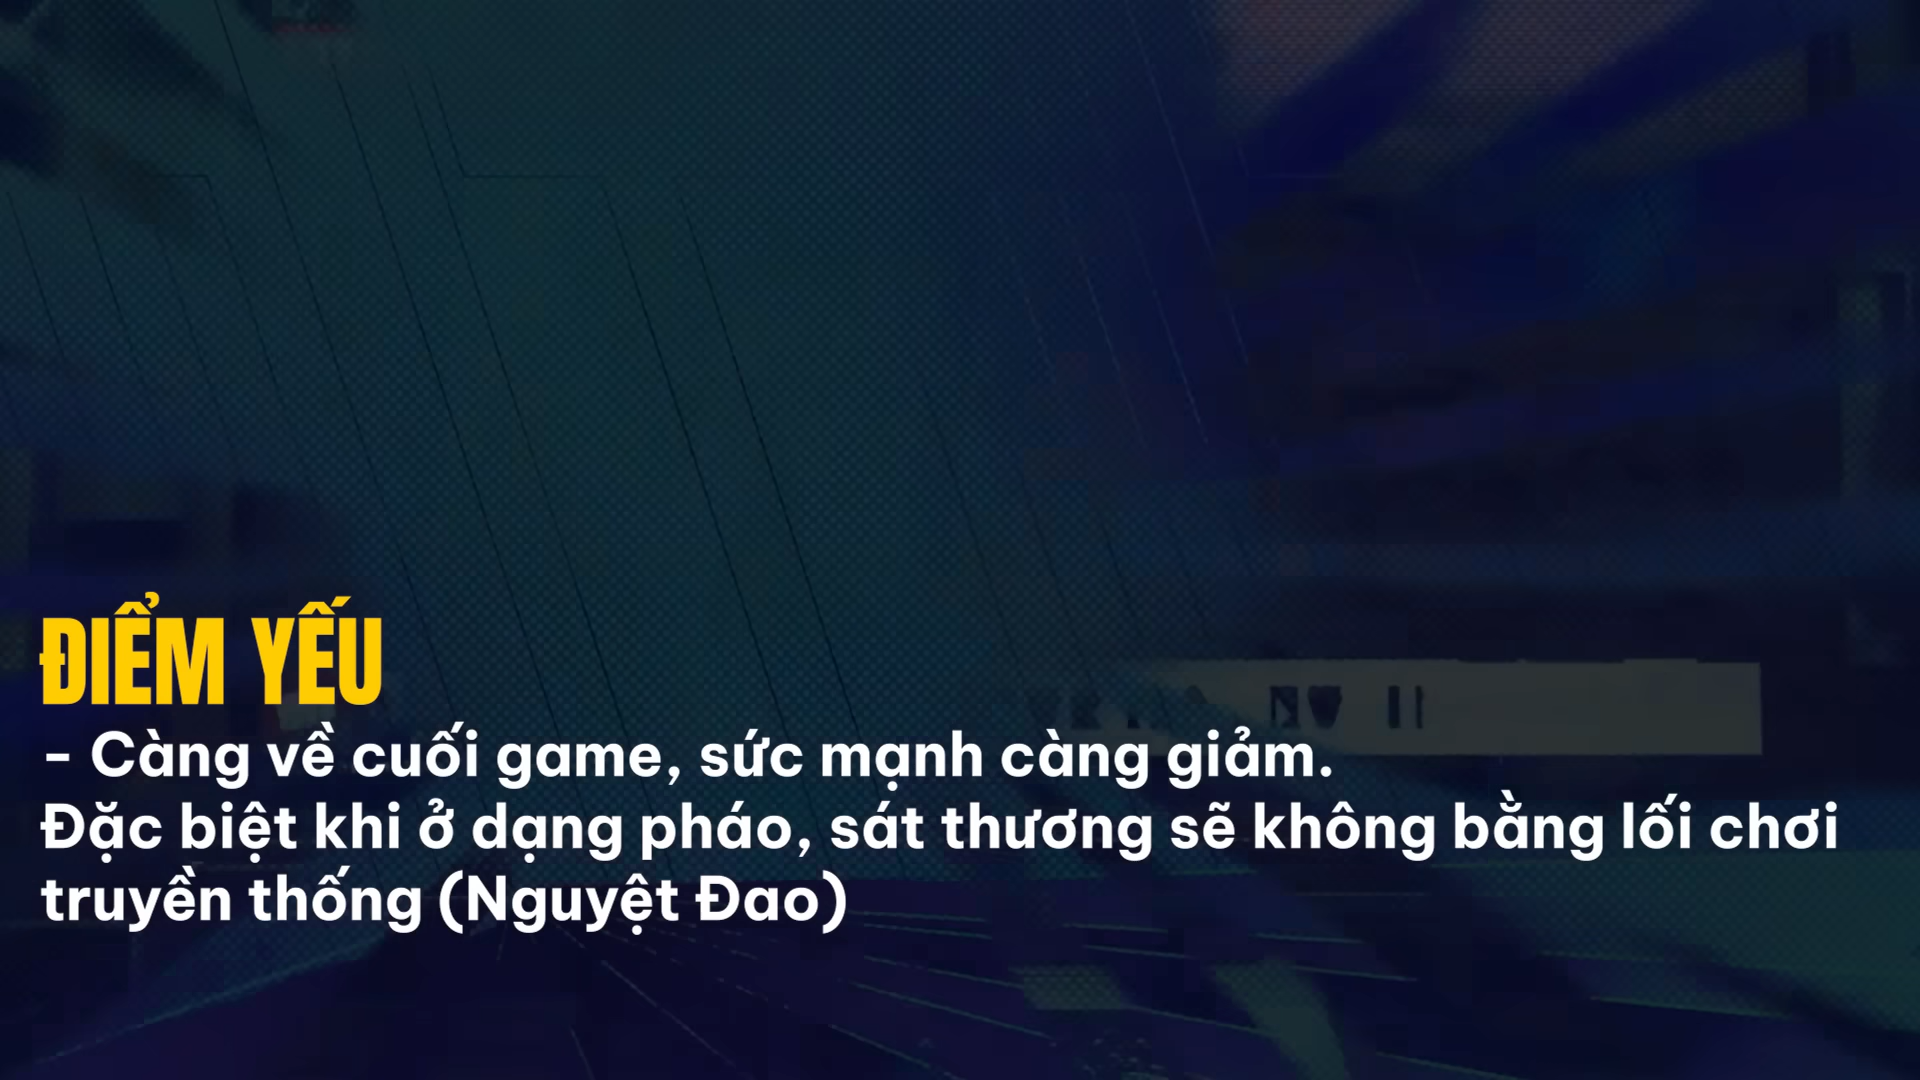 ĐIỂM YẾU
- Càng về cuối game, sức mạnh càng giảm.
Đặc biệt khi ở dạng pháo, sát thương sẽ không bằng lối chơi
truyền thống (Nguyệt Đao)